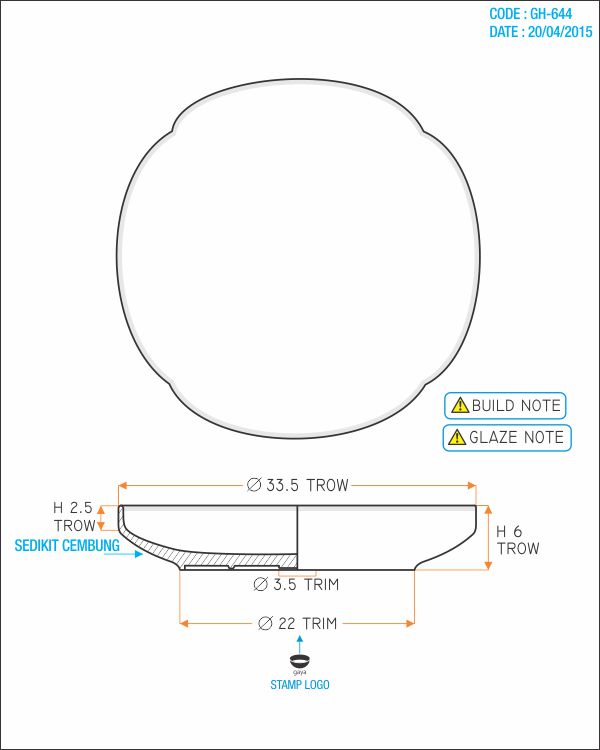 CODE : GH-644
DATE : 20/04/2015
BUILD NOTE
GLAZE NOTE
Ø 33.5 TROW
H 2.5
TROW
SEDIKIT CEMBUNG
H 6
TROW
Ø 3.5 TRIM
Ø 22 TRIM
gaya
STAMP LOGO